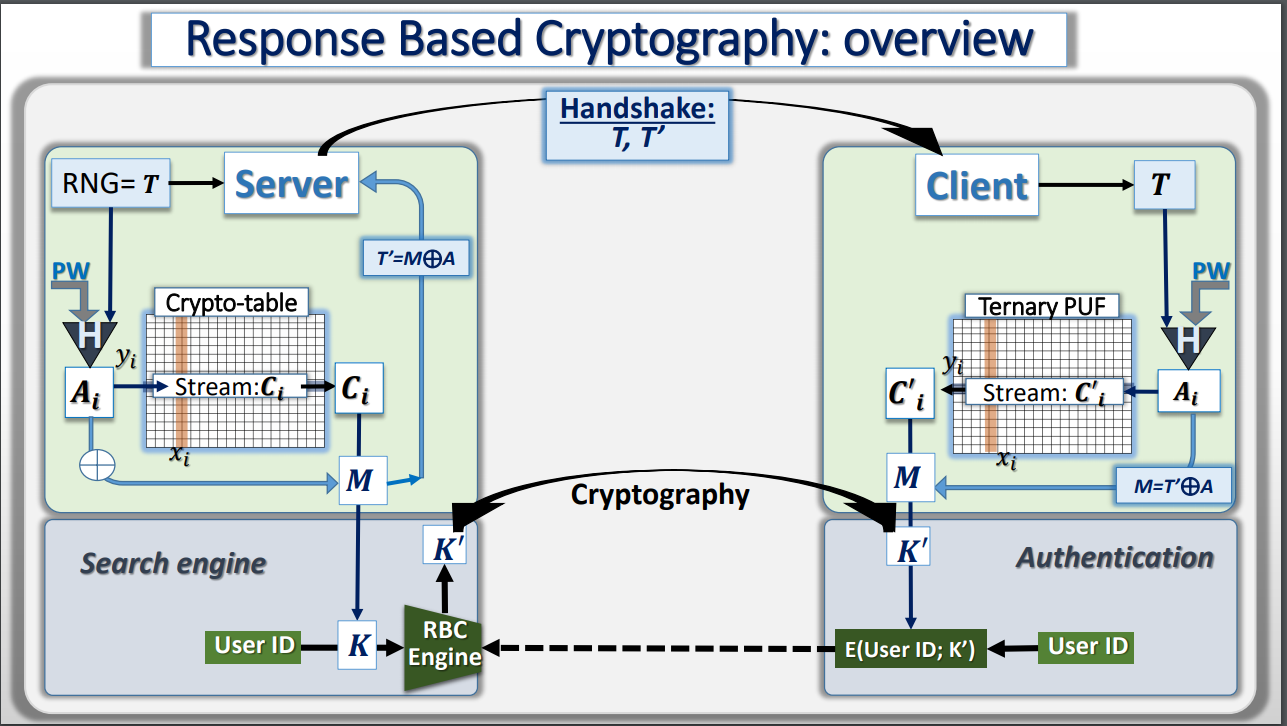 Response Based Cryptography: overview
Handshake:
T, T’
RNG= T
Server
T’=M⊕A
PW
H
Crypto-table
yᵢ
Aᵢ
Stream:Cᵢ
Cᵢ
xᵢ
M
Client
T
PW
H
Ternary PUF
yᵢ
C′ᵢ
Stream: C′ᵢ
Aᵢ
xᵢ
M
M=T’⊕A
Cryptography
Search engine
K′
User ID
K
RBC
Engine
K′
Authentication
E(User ID; K’)
User ID